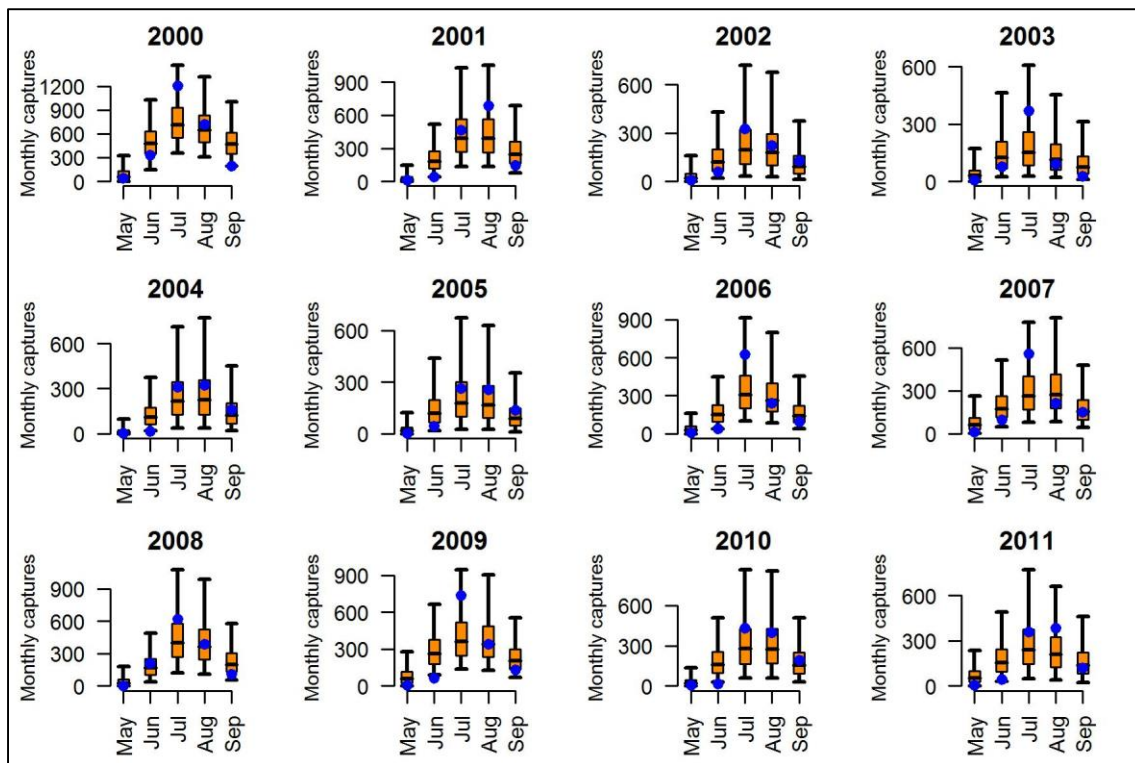 2000
Monthly captures
1200
900
600
300
0
May
Jun
Jul
Aug
Sep
2001
Monthly captures
900
600
300
0
May
Jun
Jul
Aug
Sep
2002
Monthly captures
600
300
0
May
Jun
Jul
Aug
Sep
2003
Monthly captures
600
300
0
May
Jun
Jul
Aug
Sep
2004
Monthly captures
600
300
0
May
Jun
Jul
Aug
Sep
2005
Monthly captures
600
300
0
May
Jun
Jul
Aug
Sep
2006
Monthly captures
900
600
300
0
May
Jun
Jul
Aug
Sep
2007
Monthly captures
600
300
0
May
Jun
Jul
Aug
Sep
2008
Monthly captures
900
600
300
0
May
Jun
Jul
Aug
Sep
2009
Monthly captures
900
600
300
0
May
Jun
Jul
Aug
Sep
2010
Monthly captures
600
300
0
May
Jun
Jul
Aug
Sep
2011
Monthly captures
600
300
0
May
Jun
Jul
Aug
Sep